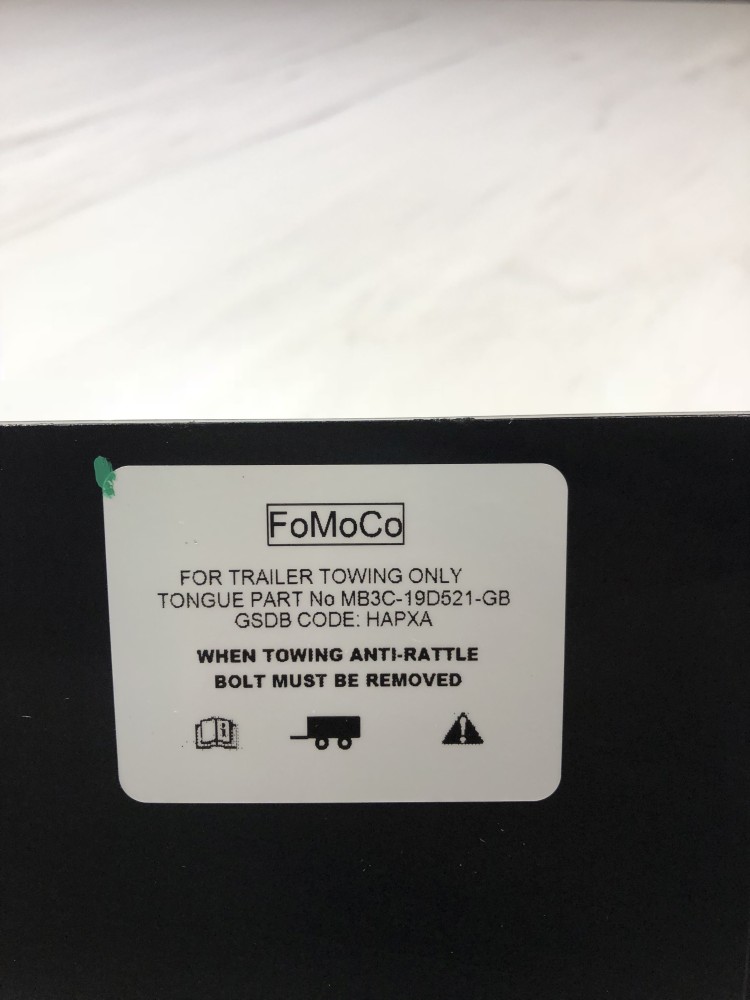 FoMoCo
FOR TRAILER TOWING ONLY
TONGUE PART No MB3C-19D521-GB
GSDB CODE: HAPXA
WHEN TOWING ANTI-RATTLE
BOLT MUST BE REMOVED